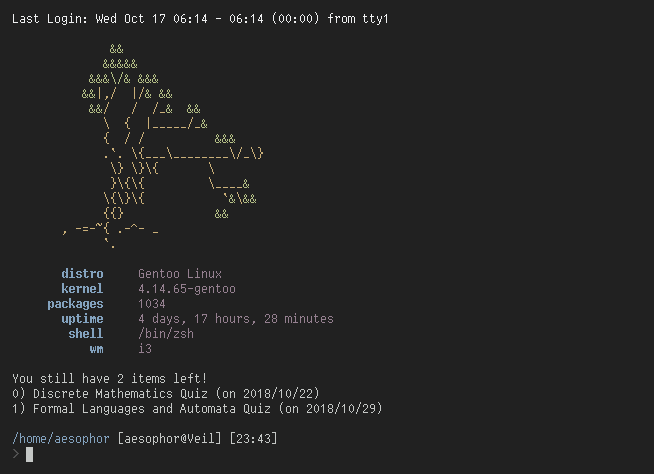 Last Login: Wed Oct 17 06:14 - 06:14 (00:00) from tty1
              &&
             &&&&&
           &&&\/& &&&
          &&|,/  |/& &&
           &&/   /  /_&  &&
             \  {  |_____/_&
             {  / /          &&&
             .`. \{___\________\/_\}
              \} \}\{       \
              }\{\{         \____&
             \{\}\{           `&\&&
             {{}             &&
       , -=-~{ .-^- _
             `.
distro Gentoo Linux
kernel 4.14.65-gentoo
packages 1034
uptime 4 days, 17 hours, 28 minutes
shell /bin/zsh
wm i3
You still have 2 items left!
0) Discrete Mathematics Quiz (on 2018/10/22)
1) Formal Languages and Automata Quiz (on 2018/10/29)
/home/aesophor [aesophor@Veil] [23:43]
>